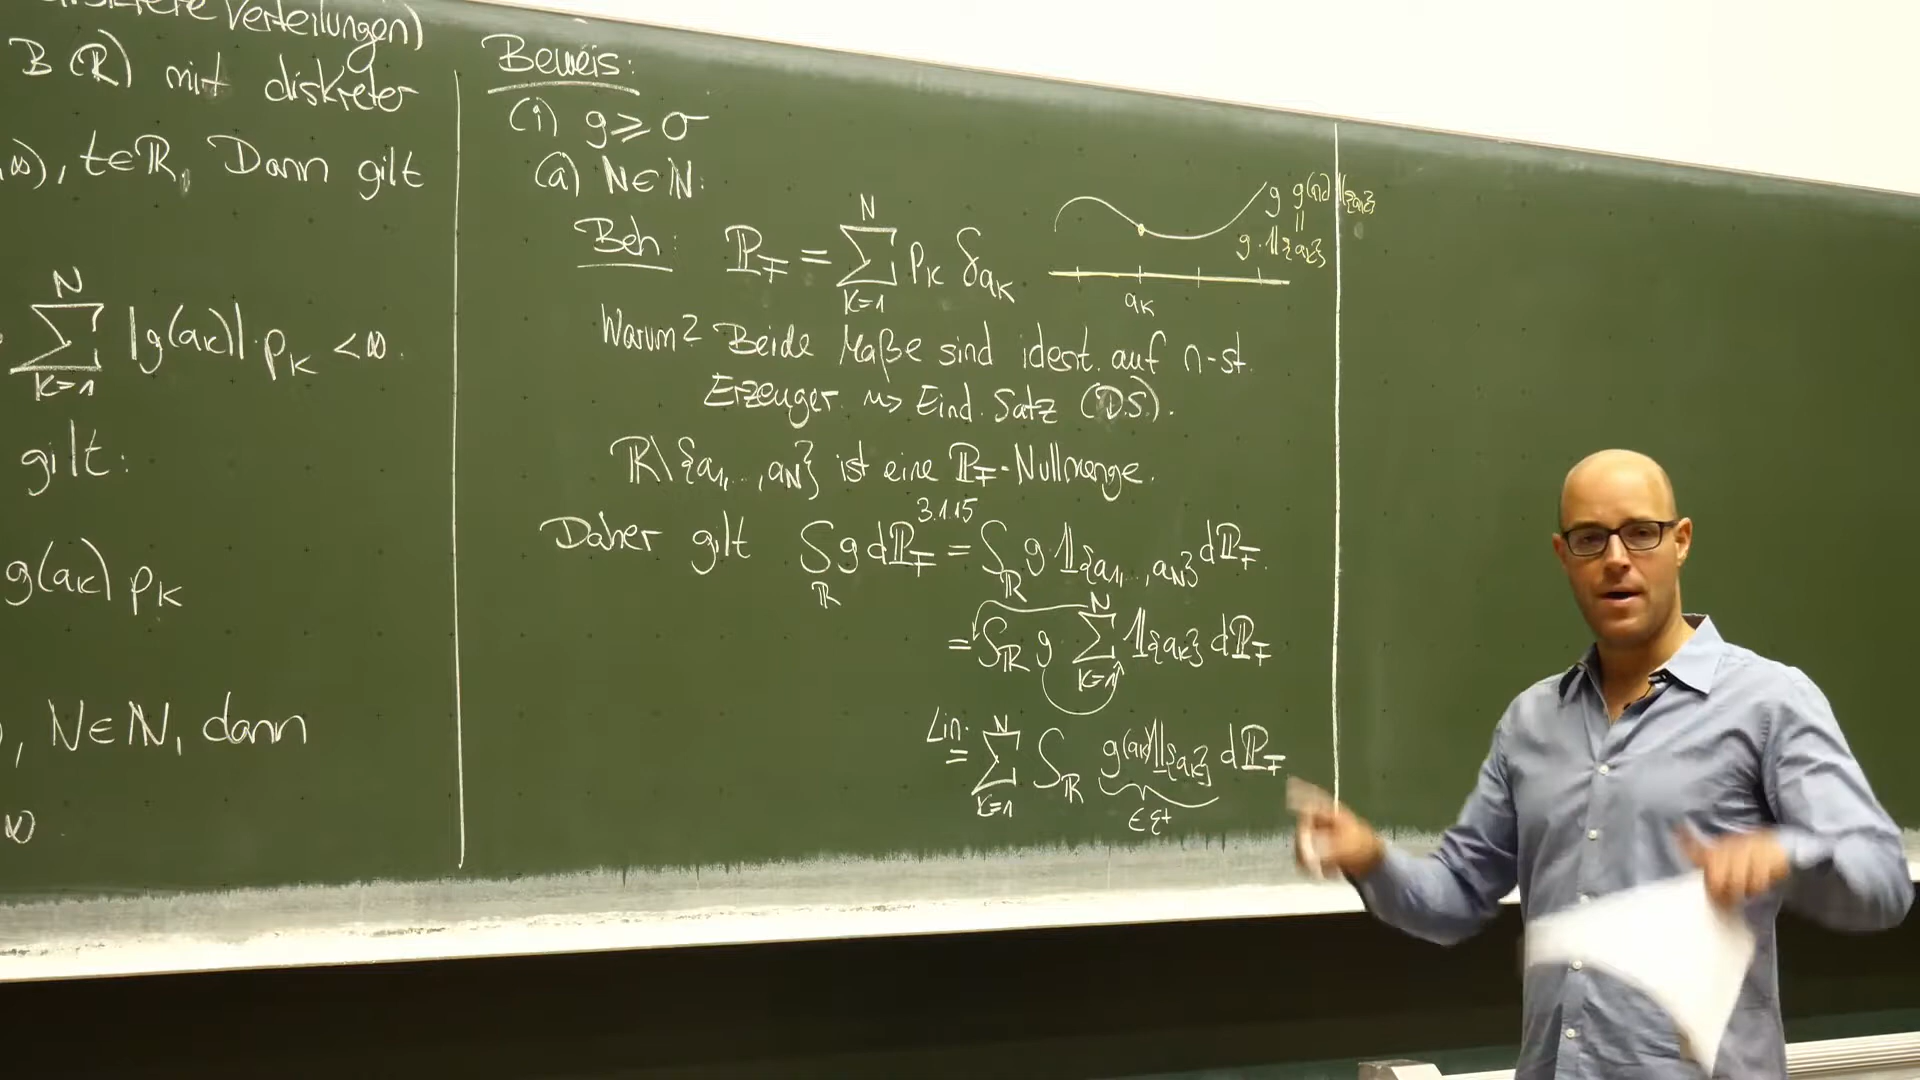 Verteilungen)
B(ℝ) mit diskreter
∞), t∈ℝ, Dann gilt
∑_{k=1}^{N} |g(a_k)|·p_k < ∞.
gilt:
g(a_k) p_k
), N∈ℕ, dann
∞
Beweis:
(i) g ⩾ 0
(a) N∈ℕ:
Beh: ℙ_F = ∑_{k=1}^{N} p_k δ_{a_k}
g g(a_k) 𝟙_{{a_k}}
=
g·𝟙_{{a_k}}
a_k
Warum? Beide Maße sind ident. auf n-st.
Erzeuger ⇝ Eind. Satz (D.S.).
ℝ\{a_1,...,a_N} ist eine ℙ_F-Nullmenge.
3.1.15
Daher gilt ∫_ℝ g dℙ_F = ∫_ℝ g·𝟙_{{a_1,...,a_N}} dℙ_F.
= ∫_ℝ g ∑_{k=1}^{N} 𝟙_{{a_k}} dℙ_F
Lin.
= ∑_{k=1}^{N} ∫_ℝ g(a_k)𝟙_{{a_k}} dℙ_F
∈ ℰ⁺